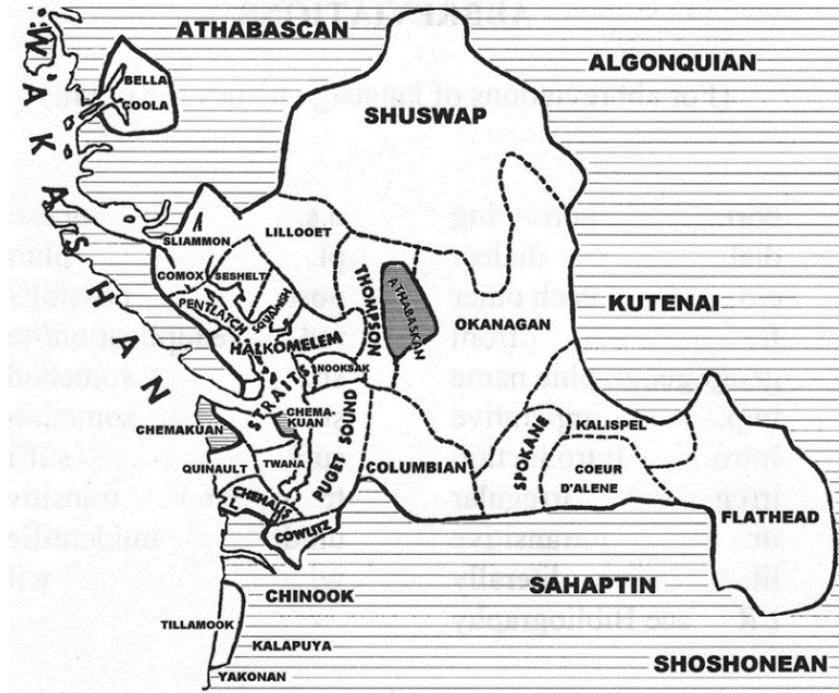 ATHABASCAN
ALGONQUIAN
WAKASHAN
BELLA
COOLA
SHUSWAP
LILLOOET
SLIAMMON
COMOX
SESHELT
PENTLATCH
SQUAMISH
THOMPSON
ATHABASKAN
OKANAGAN
KUTENAI
HALKOMELEM
NOOKSAK
STRAITS
CHEMAKUAN
CHEMA-
KUAN
PUGET SOUND
QUINAULT
TWANA
COLUMBIAN
SPOKANE
KALISPEL
COEUR
D'ALENE
FLATHEAD
CHEHALIS
COWLITZ
SAHAPTIN
CHINOOK
TILLAMOOK
KALAPUYA
YAKONAN
SHOSHONEAN